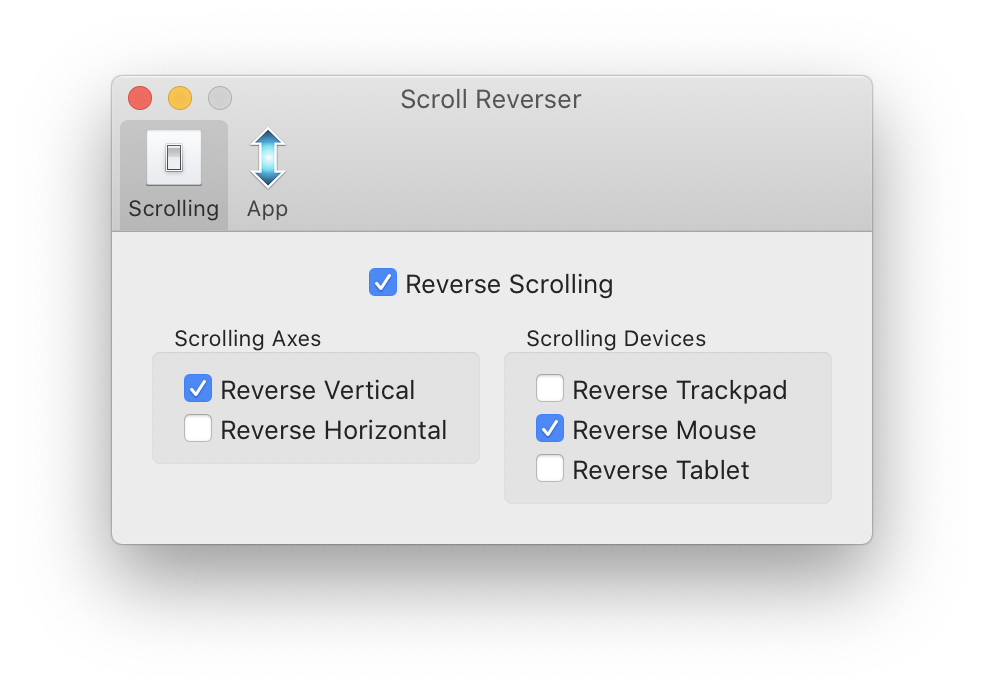 Scroll Reverser
Scrolling
App
Reverse Scrolling
Scrolling Axes
Reverse Vertical
Reverse Horizontal
Scrolling Devices
Reverse Trackpad
Reverse Mouse
Reverse Tablet